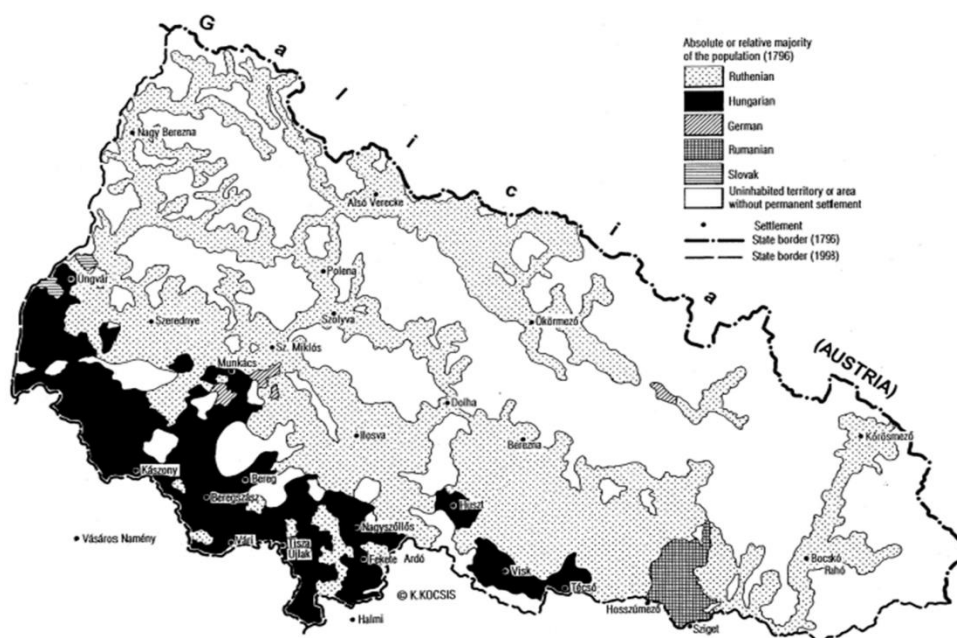 Galicia
(AUSTRIA)
Absolute or relative majority
of the population (1796)
Ruthenian
Hungarian
German
Rumanian
Slovak
Uninhabited territory or area
without permanent settlement
Settlement
State border (1796)
State border (1998)
Nagy Berezna
Alsó Verecke
Polena
Ungvár
Szerednye
Szolyva
Ökörmező
Sz. Miklós
Munkács
Dolha
Ilosva
Berezna
Kőrösmező
Kászony
Bereg
Beregszász
Huszt
Nagyszőllős
Vásáros Namény
Vári
Tisza
Ujlak
Fekete Ardó
Visk
Técső
Bocskó
Rahó
© K.KOCSIS
Hosszúmező
Halmi
Sziget